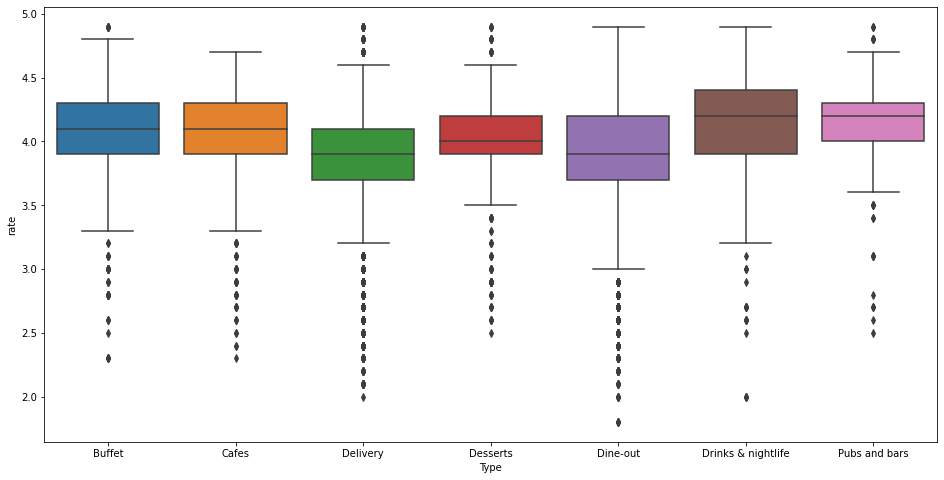 5.0
4.5
4.0
3.5
3.0
2.5
2.0
rate
Buffet Cafes Delivery Desserts Dine-out Drinks & nightlife Pubs and bars
Type